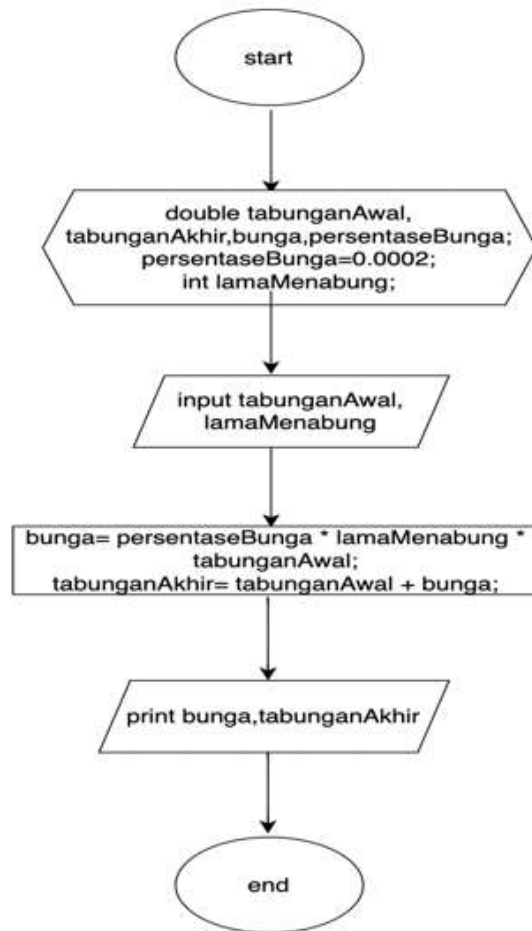 start
double tabunganAwal,
tabunganAkhir,bunga,persentaseBunga;
persentaseBunga=0.0002;
int lamaMenabung;
input tabunganAwal,
lamaMenabung
bunga= persentaseBunga * lamaMenabung *
tabunganAwal;
tabunganAkhir= tabunganAwal + bunga;
print bunga,tabunganAkhir
end